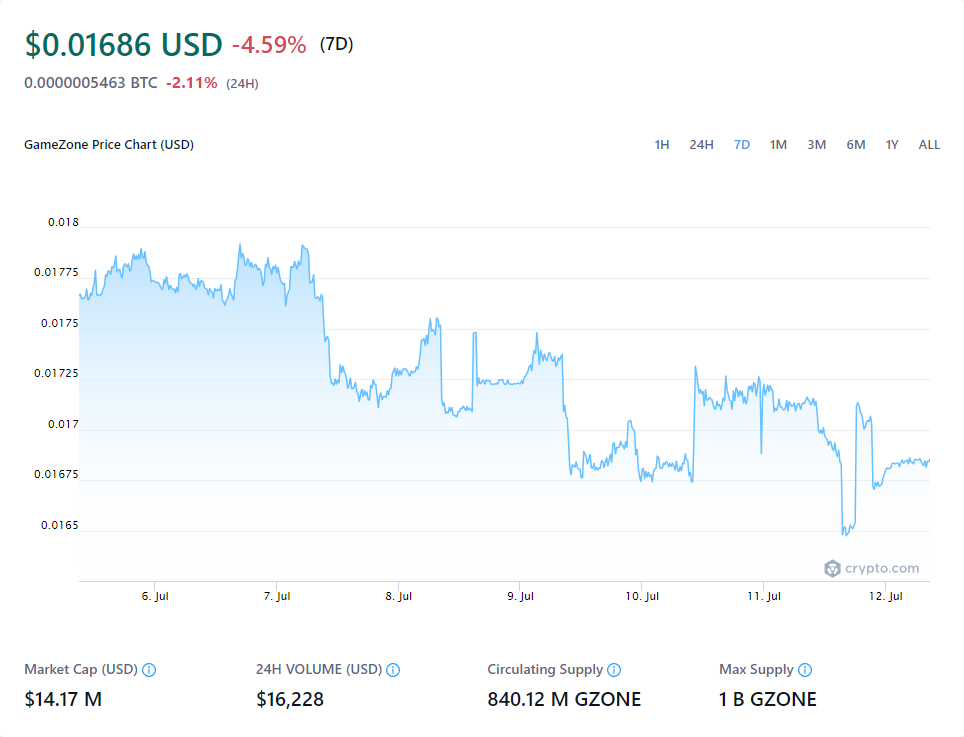 $0.01686 USD -4.59% (7D)
0.0000005463 BTC -2.11% (24H)
GameZone Price Chart (USD) 1H 24H 7D 1M 3M 6M 1Y ALL
0.018
0.01775
0.0175
0.01725
0.017
0.01675
0.0165
crypto.com
6. Jul 7. Jul 8. Jul 9. Jul 10. Jul 11. Jul 12. Jul
Market Cap (USD) 24H VOLUME (USD) Circulating Supply Max Supply
$14.17 M $16,228 840.12 M GZONE 1 B GZONE